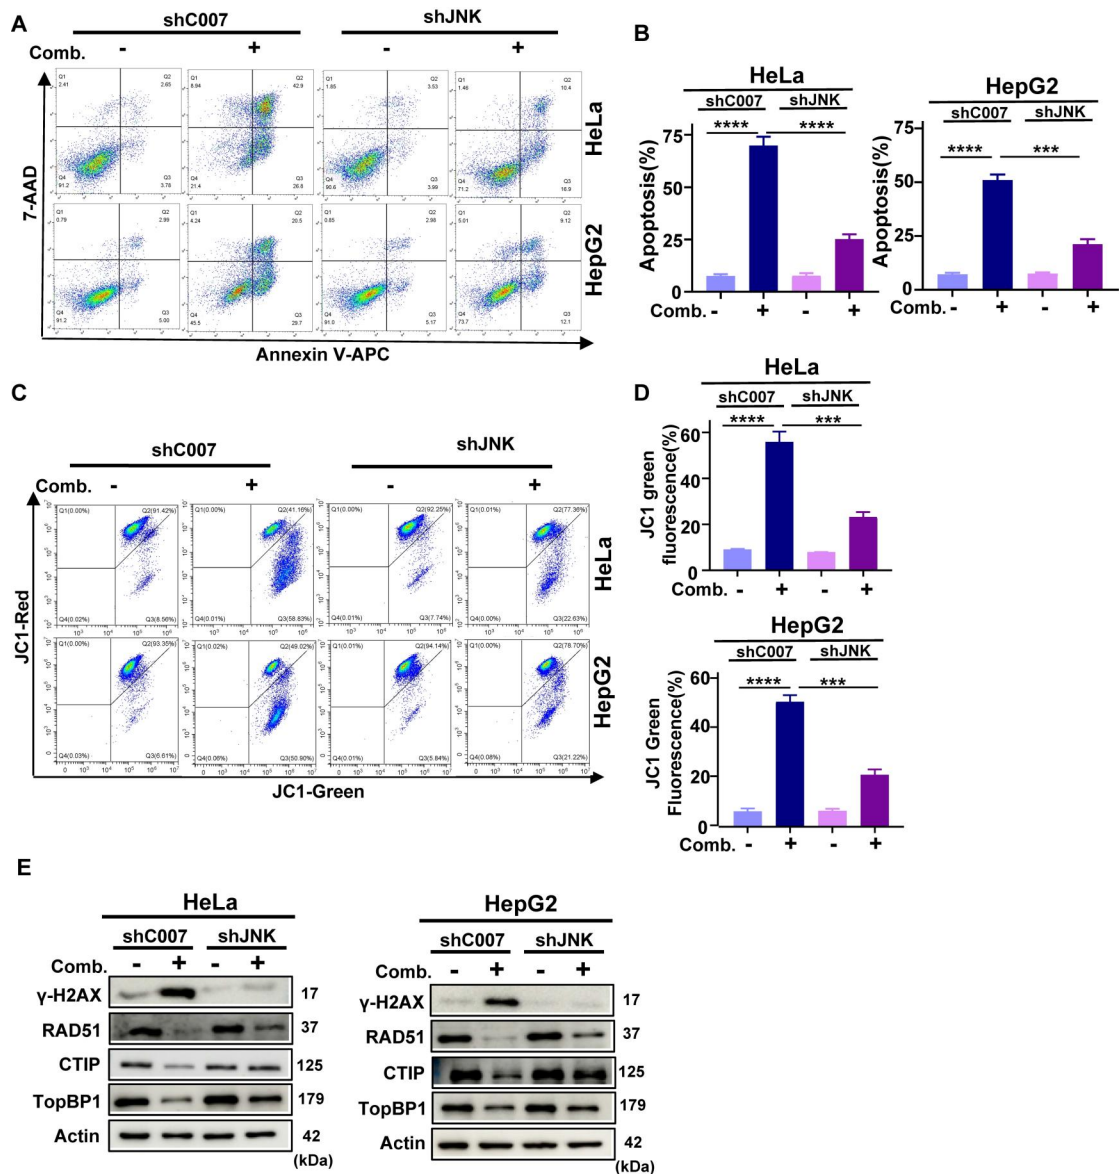 A
shC007 shJNK
Comb. - + - +
Q1 2.41 Q2 2.65 Q4 91.2 Q3 3.78
Q1 8.84 Q2 42.9 Q4 21.4 Q3 26.8
Q1 1.85 Q2 3.53 Q4 90.6 Q3 3.99
Q1 1.46 Q2 10.4 Q4 71.2 Q3 16.9
HeLa
Q1 0.79 Q2 2.99 Q4 91.2 Q3 5.00
Q1 4.24 Q2 20.5 Q4 45.5 Q3 29.7
Q1 0.85 Q2 2.98 Q4 91.0 Q3 5.17
Q1 5.01 Q2 9.12 Q4 73.7 Q3 12.1
HepG2
7-AAD
Annexin V-APC
B
HeLa
shC007 shJNK
**** ****
Apoptosis(%)
75
50
25
0
Comb. - + - +
HepG2
shC007 shJNK
**** ***
Apoptosis(%)
75
50
25
0
Comb. - + - +
C
shC007 shJNK
Comb. - + - +
Q1(0.00%) Q2(91.42%) Q4(0.02%) Q3(8.56%)
Q1(0.00%) Q2(41.16%) Q4(0.01%) Q3(58.83%)
Q1(0.00%) Q2(92.25%) Q4(0.01%) Q3(7.74%)
Q1(0.01%) Q2(77.36%) Q4(0.00%) Q3(22.63%)
HeLa
Q1(0.00%) Q2(93.35%) Q4(0.03%) Q3(6.61%)
Q1(0.02%) Q2(49.02%) Q4(0.06%) Q3(50.90%)
Q1(0.01%) Q2(94.14%) Q4(0.01%) Q3(5.84%)
Q1(0.00%) Q2(78.70%) Q4(0.08%) Q3(21.22%)
HepG2
JC1-Red
JC1-Green
D
HeLa
shC007 shJNK
**** ***
JC1 green
fluorescence(%)
60
40
20
0
Comb. - + - +
HepG2
shC007 shJNK
**** ***
JC1 Green
Fluorescence(%)
60
40
20
0
Comb. - + - +
E
HeLa
shC007 shJNK
Comb. - + - +
γ-H2AX 17
RAD51 37
CTIP 125
TopBP1 179
Actin 42
(kDa)
HepG2
shC007 shJNK
Comb. - + - +
γ-H2AX 17
RAD51 37
CTIP 125
TopBP1 179
Actin 42
(kDa)